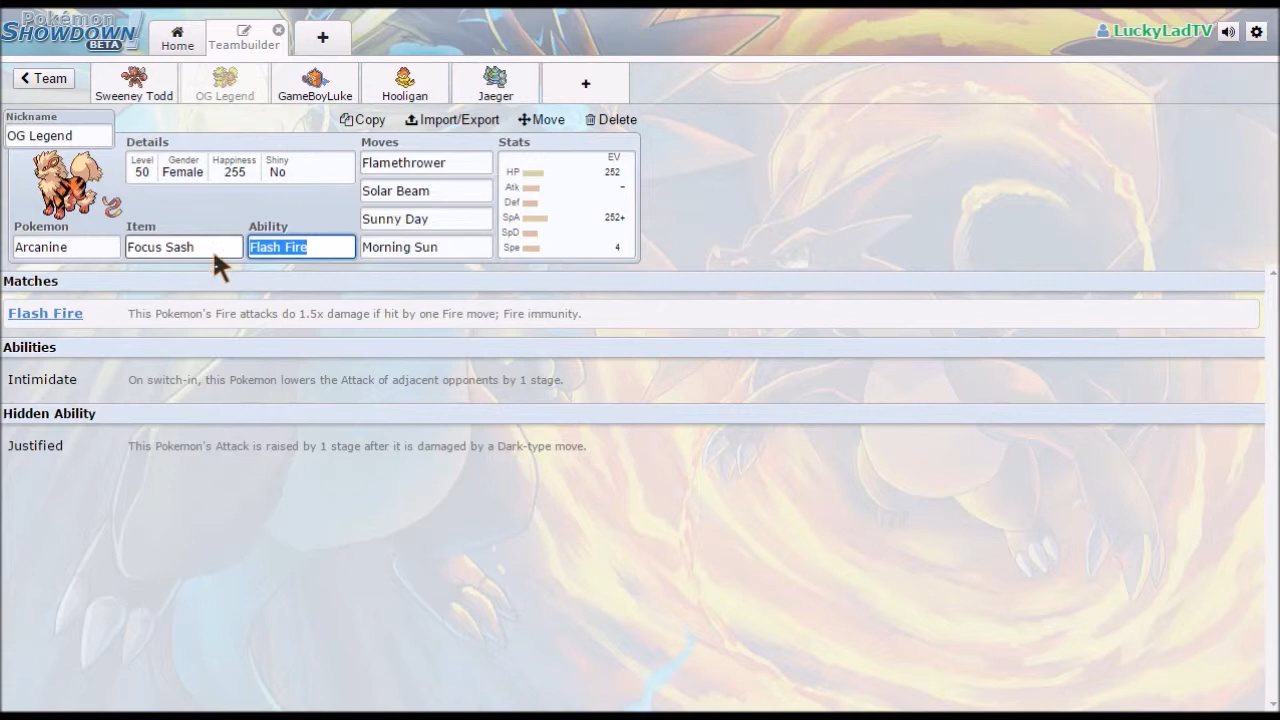 Pokémon
SHOWDOWN
BETA
Home
Teambuilder
+
LuckyLadTV
Team
Sweeney Todd
OG Legend
GameBoyLuke
Hooligan
Jaeger
+
Nickname
OG Legend
Copy
Import/Export
Move
Delete
Details
Moves
Stats
Level
Gender
Happiness
Shiny
50
Female
255
No
Flamethrower
Solar Beam
Sunny Day
Morning Sun
EV
HP 252
Atk -
Def
SpA 252+
SpD
Spe 4
Pokemon
Item
Ability
Arcanine
Focus Sash
Flash Fire
Matches
Flash Fire This Pokemon's Fire attacks do 1.5x damage if hit by one Fire move; Fire immunity.
Abilities
Intimidate On switch-in, this Pokemon lowers the Attack of adjacent opponents by 1 stage.
Hidden Ability
Justified This Pokemon's Attack is raised by 1 stage after it is damaged by a Dark-type move.